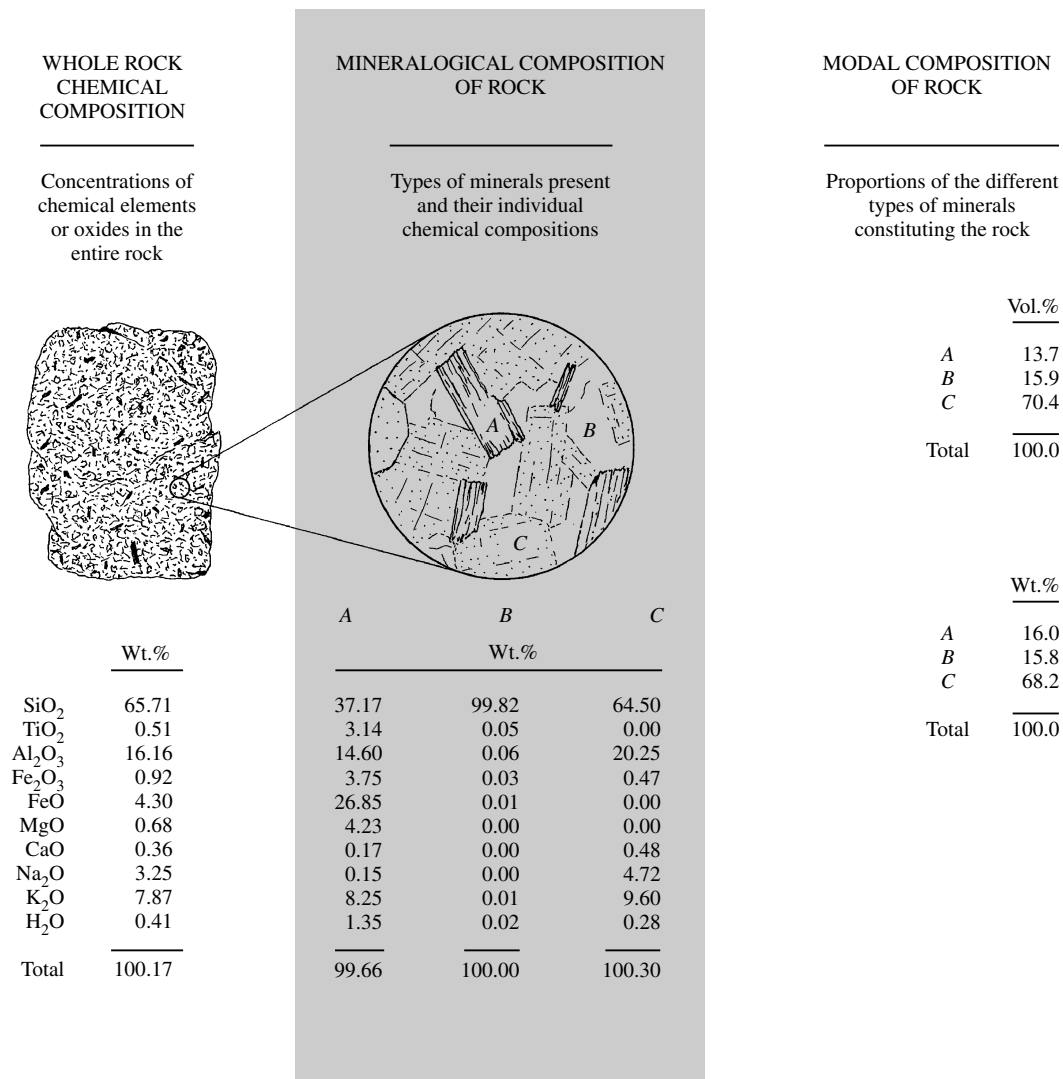 WHOLE ROCK
CHEMICAL
COMPOSITION
Concentrations of
chemical elements
or oxides in the
entire rock
MINERALOGICAL COMPOSITION
OF ROCK
Types of minerals present
and their individual
chemical compositions
MODAL COMPOSITION
OF ROCK
Proportions of the different
types of minerals
constituting the rock
A
B
C
Vol.%
A 13.7
B 15.9
C 70.4
Total 100.0
Wt.%
A 16.0
B 15.8
C 68.2
Total 100.0
A B C
Wt.% Wt.%
SiO₂ 65.71 37.17 99.82 64.50
TiO₂ 0.51 3.14 0.05 0.00
Al₂O₃ 16.16 14.60 0.06 20.25
Fe₂O₃ 0.92 3.75 0.03 0.47
FeO 4.30 26.85 0.01 0.00
MgO 0.68 4.23 0.00 0.00
CaO 0.36 0.17 0.00 0.48
Na₂O 3.25 0.15 0.00 4.72
K₂O 7.87 8.25 0.01 9.60
H₂O 0.41 1.35 0.02 0.28
Total 100.17 99.66 100.00 100.30